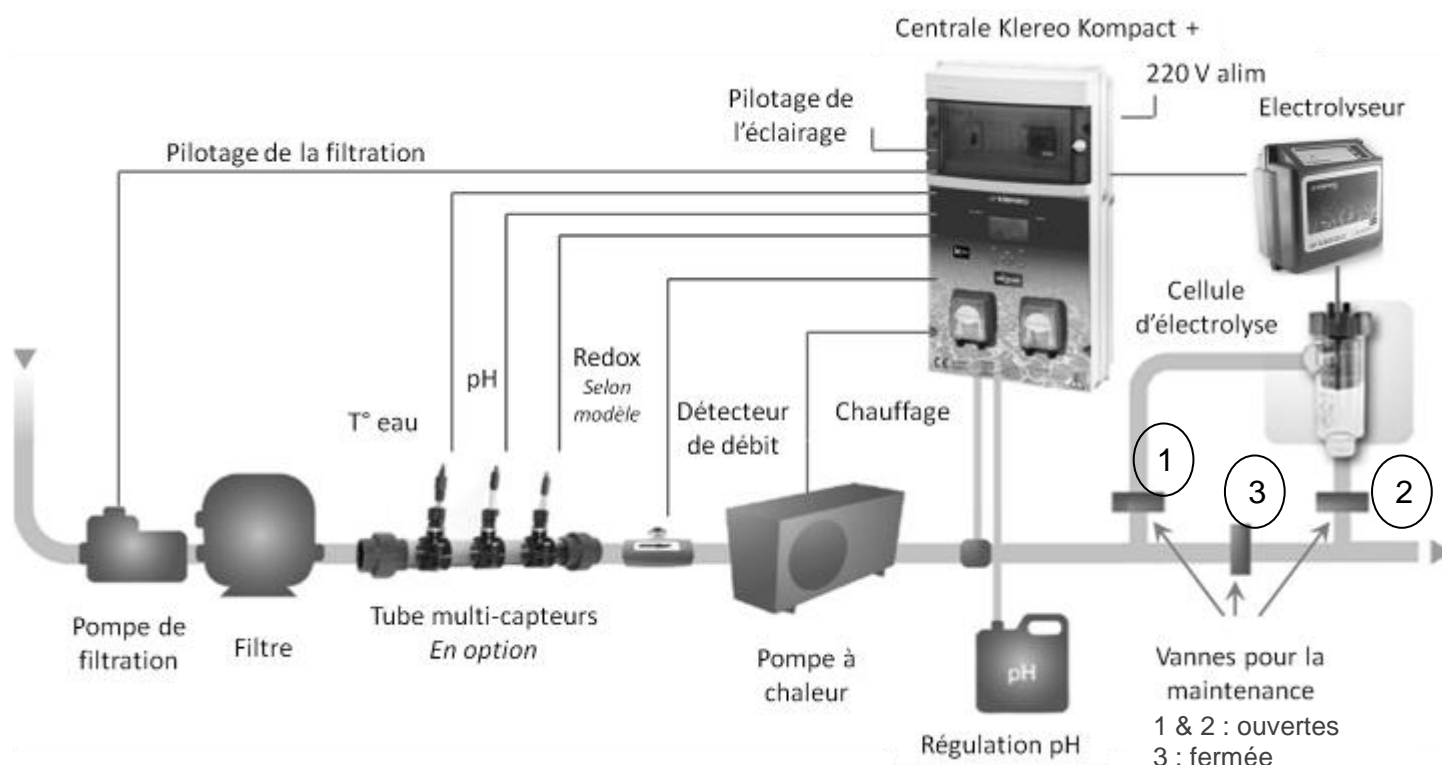 Centrale Klereo Kompact +
220 V alim
Pilotage de
l'éclairage
Electrolyseur
Pilotage de la filtration
Cellule
d'électrolyse
Redox
Selon
modèle
pH
T° eau
Détecteur
de débit
Chauffage
1
3
2
Pompe de
filtration
Filtre
Tube multi-capteurs
En option
Pompe à
chaleur
pH
Régulation pH
Vannes pour la
maintenance
1 & 2 : ouvertes
3 : fermée